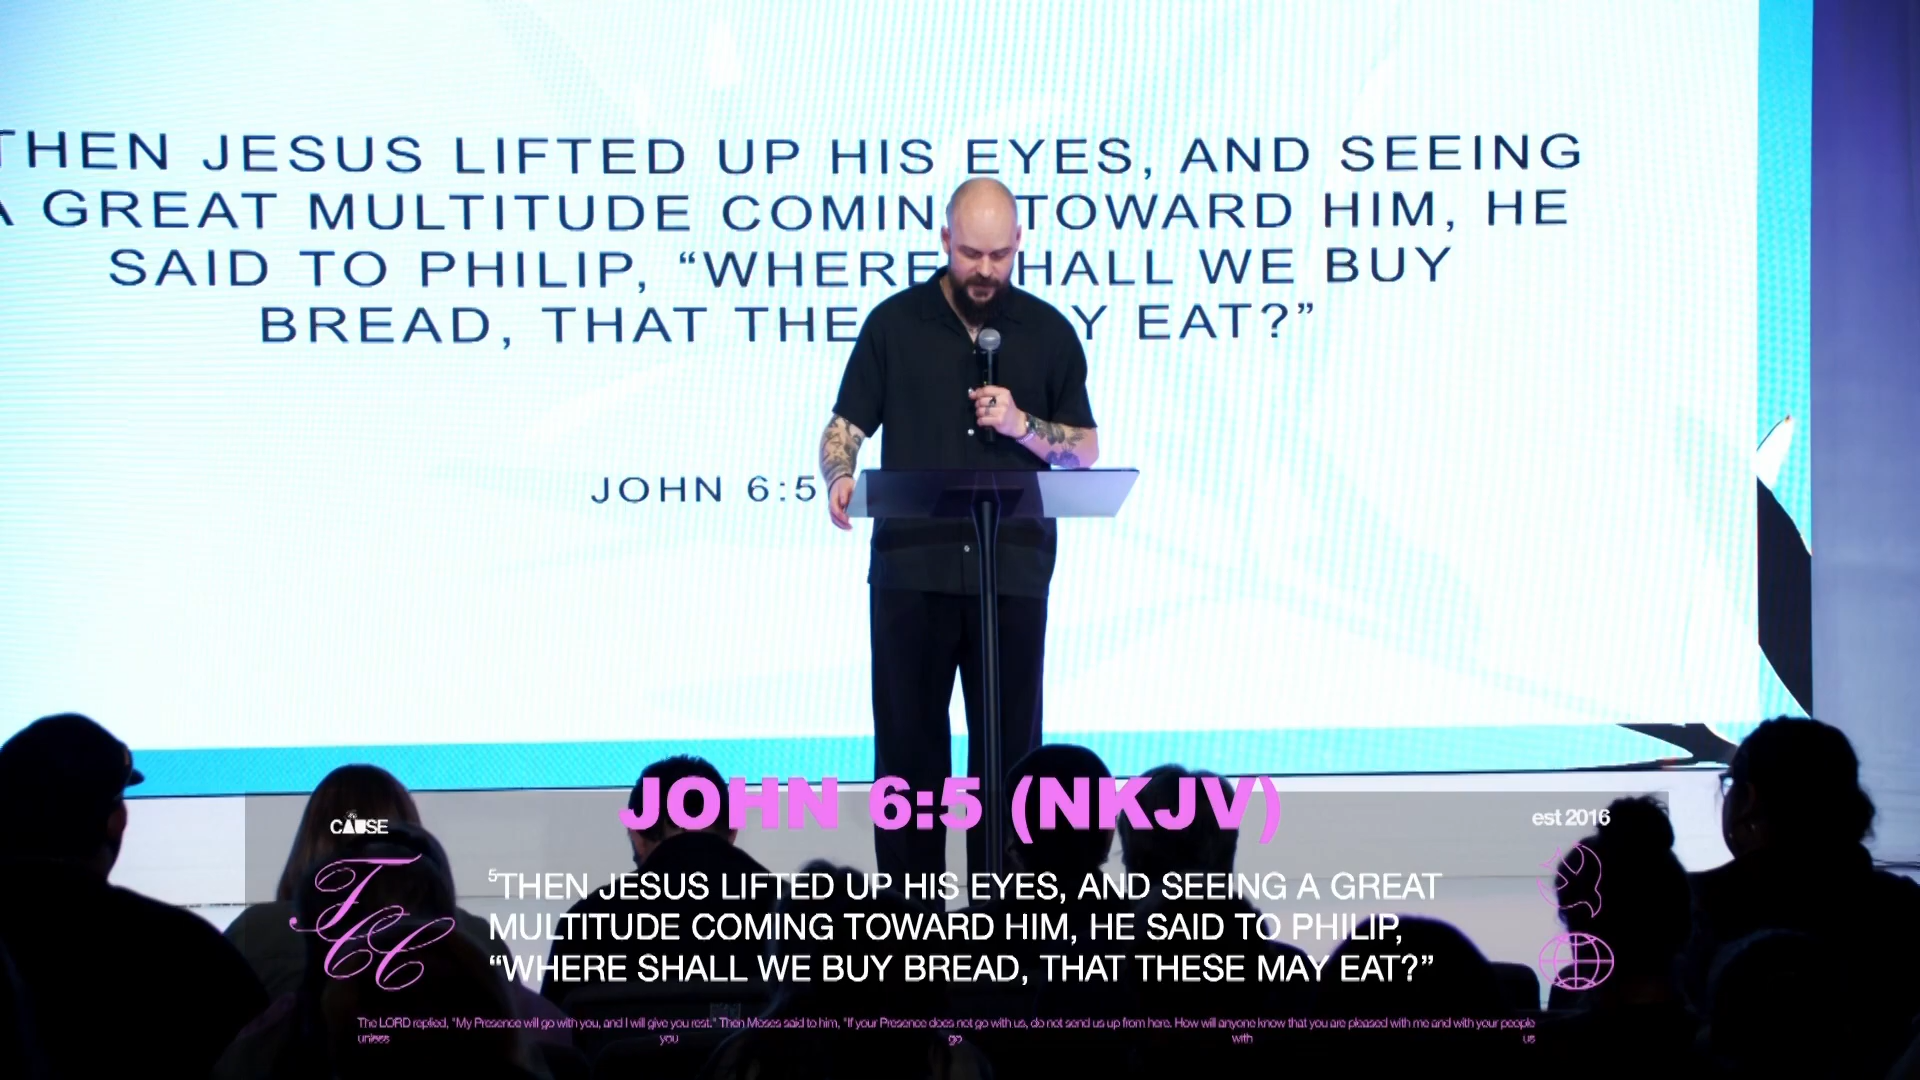 THEN JESUS LIFTED UP HIS EYES, AND SEEING
A GREAT MULTITUDE COMIN TOWARD HIM, HE
SAID TO PHILIP, “WHERE HALL WE BUY
BREAD, THAT THE Y EAT?”
JOHN 6:5
JOHN 6:5 (NKJV)
THE CAUSE
est 2016
TCC
5THEN JESUS LIFTED UP HIS EYES, AND SEEING A GREAT
MULTITUDE COMING TOWARD HIM, HE SAID TO PHILIP,
“WHERE SHALL WE BUY BREAD, THAT THESE MAY EAT?”
The LORD replied, "My Presence will go with you, and I will give you rest." Then Moses said to him, "If your Presence does not go with us, do not send us up from here. How will anyone know that you are pleased with me and with your people
unless you go with us